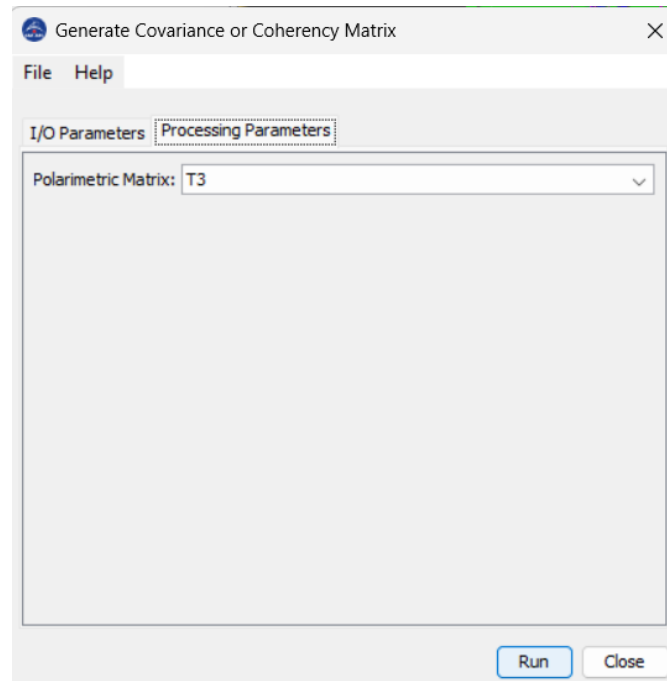 Generate Covariance or Coherency Matrix
File Help
I/O Parameters Processing Parameters
Polarimetric Matrix: T3
Run Close